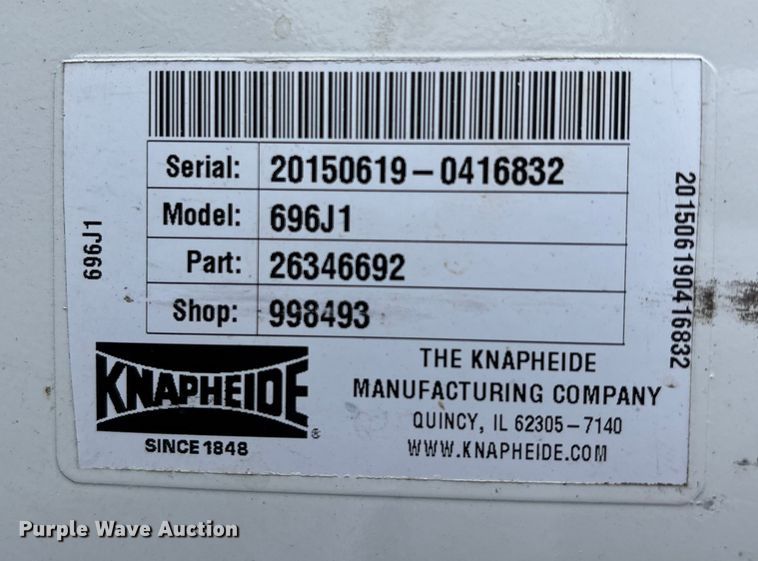 Serial: 20150619-0416832
Model: 696J1
Part: 26346692
Shop: 998493
696J1
201506190416832
KNAPHEIDE®
SINCE 1848
THE KNAPHEIDE
MANUFACTURING COMPANY
QUINCY, IL 62305-7140
WWW.KNAPHEIDE.COM
Purple Wave Auction